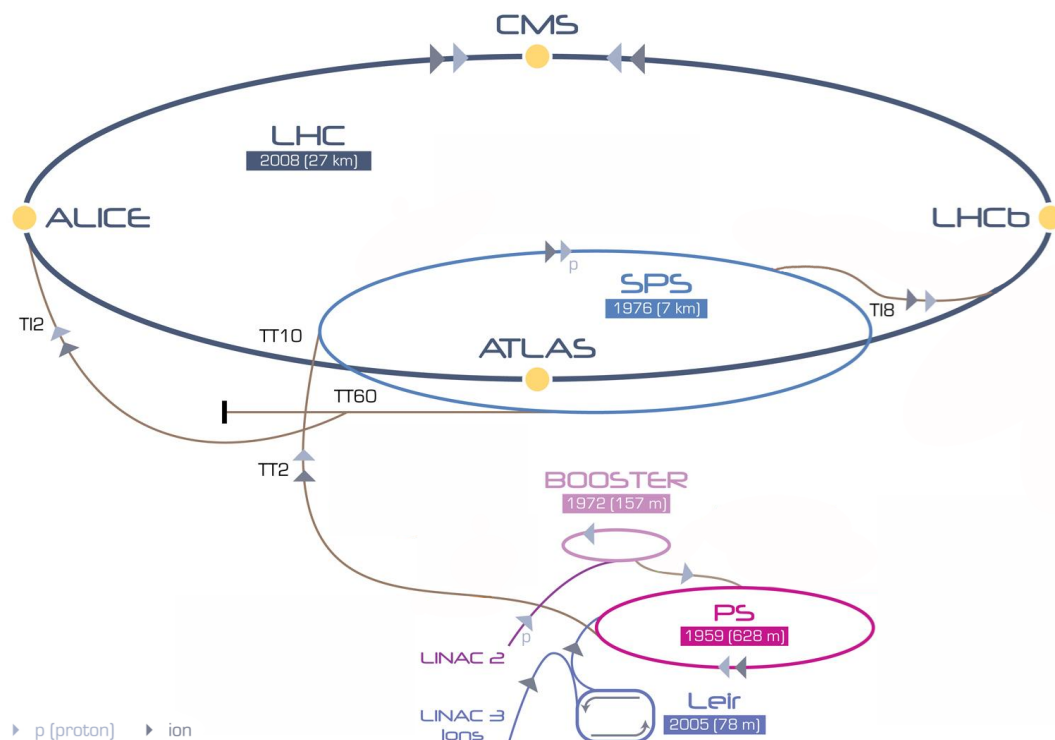 CMS
LHC
2008 (27 km)
ALICE
LHCb
p
SPS
1976 (7 km)
TI8
TI2
TT10
ATLAS
TT60
TT2
BOOSTER
1972 (157 m)
PS
1959 (628 m)
p
LINAC 2
LINAC 3
Ions
Leir
2005 (78 m)
p (proton)
ion